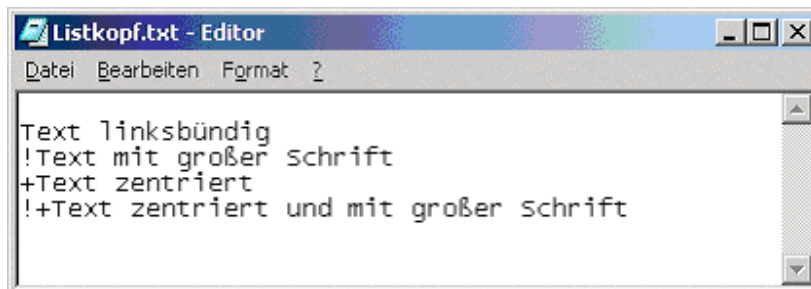 Listkopf.txt - Editor
Datei Bearbeiten Format ?
Text linksbündig
!Text mit großer Schrift
+Text zentriert
!+Text zentriert und mit großer Schrift